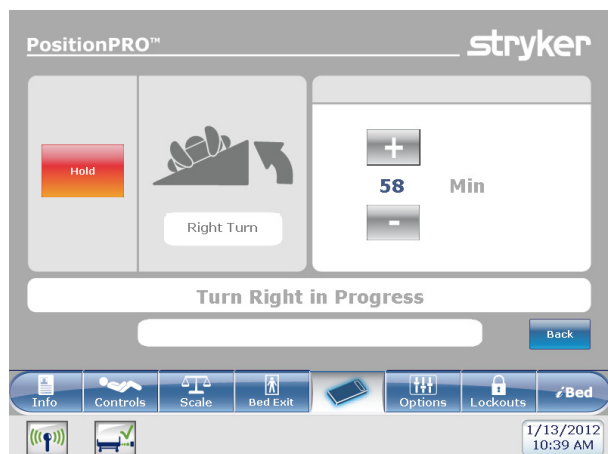 PositionPRO™
stryker
Hold
Right Turn
+
58 Min
-
Turn Right in Progress
Back
Info Controls Scale Bed Exit Options Lockouts iBed
1/13/2012
10:39 AM